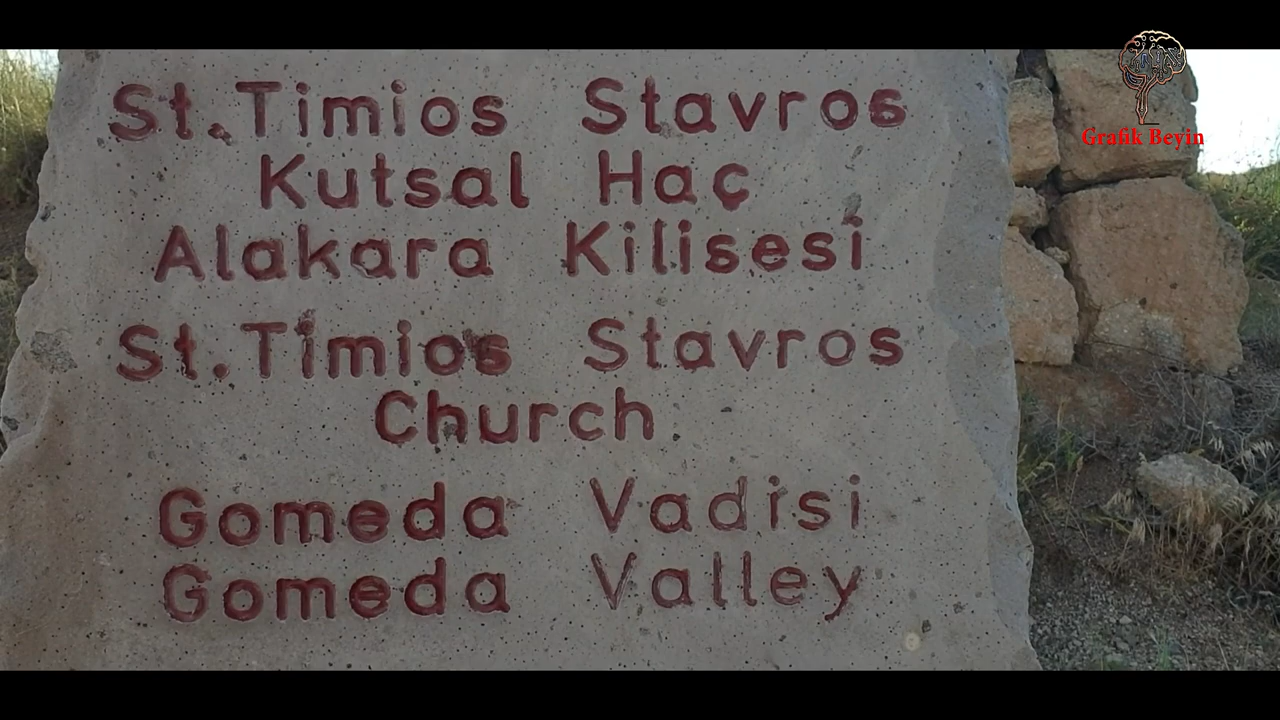 St.Timios Stavros
Kutsal Haç
Alakara Kilisesi
St.Timios Stavros
Church
Gomeda Vadisi
Gomeda Valley
Grafik Beyin